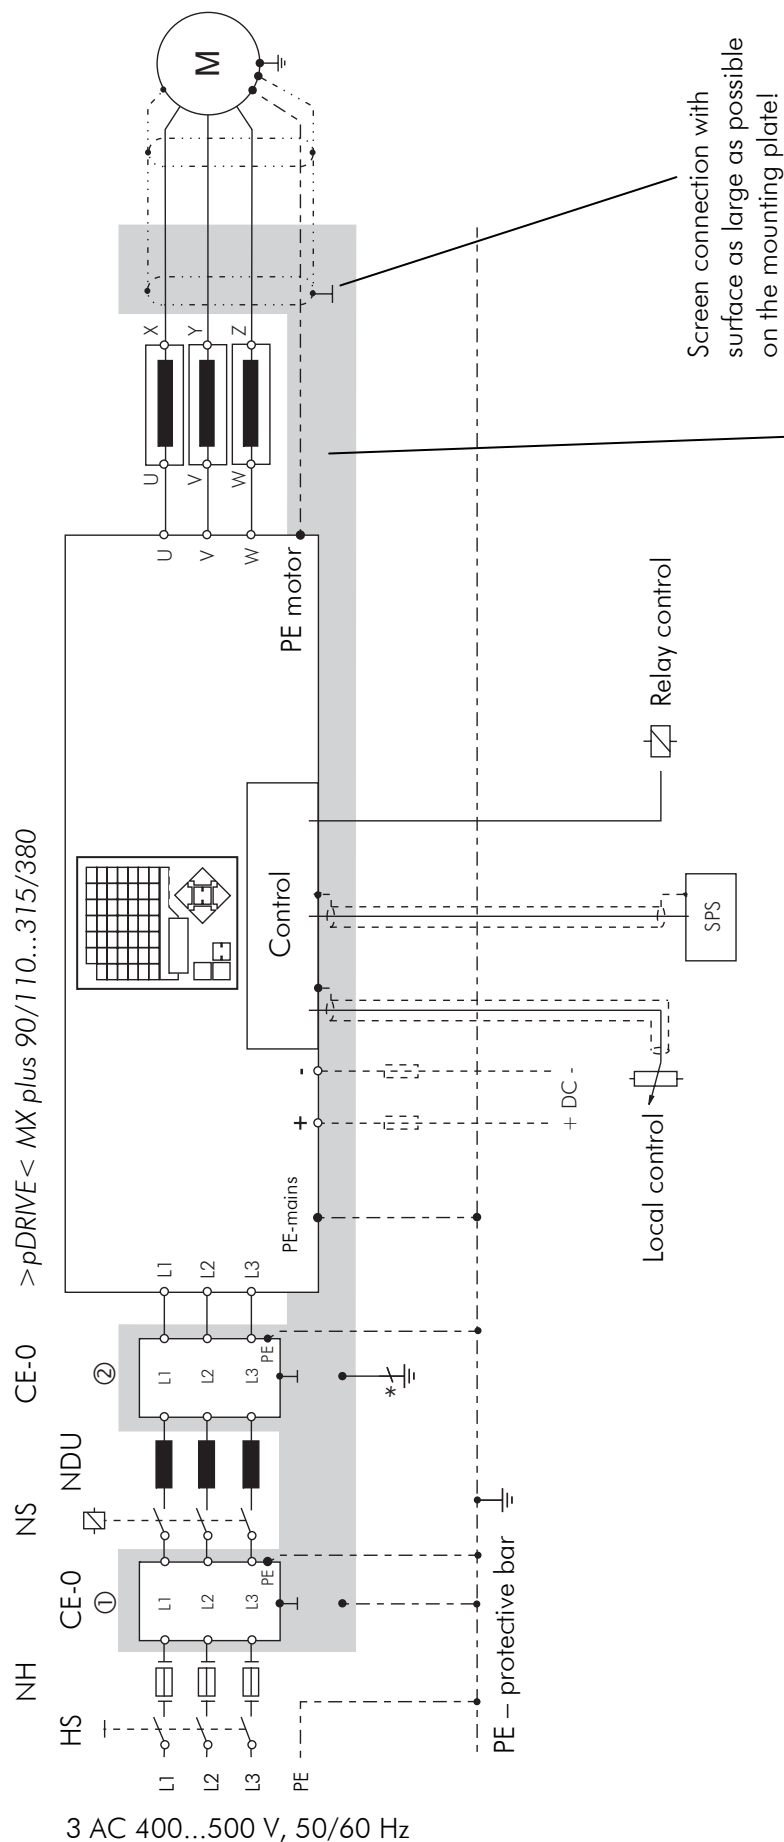 3 AC 400...500 V, 50/60 Hz
HS
NH
CE-0
①
NS
NDU
CE-0
②
>pDRIVE< MX plus 90/110...315/380
L1
L2
L3
PE
L1
L2
L3
PE
L1
L2
L3
PE
*
L1
L2
L3
PE-mains
+
-
+ DC -
Control
PE motor
U
V
W
U
V
W
X
Y
Z
M
PE – protective bar
Local control
SPS
Relay control
Screen connection with
surface as large as possible
on the mounting plate!